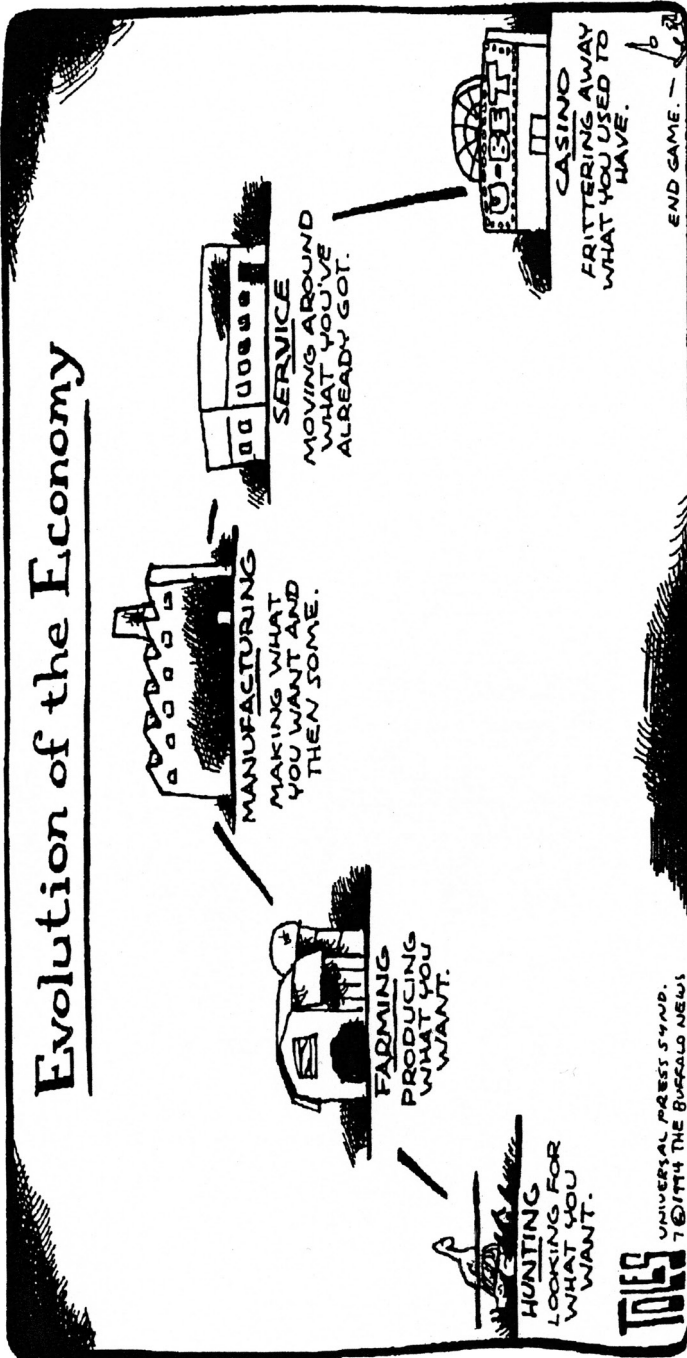 Evolution of the Economy
HUNTING
LOOKING FOR
WHAT YOU
WANT.
FARMING
PRODUCING
WHAT YOU
WANT.
MANUFACTURING
MAKING WHAT
YOU WANT AND
THEN SOME.
SERVICE
MOVING AROUND
WHAT YOU'VE
ALREADY GOT.
U-BET
CASINO
FRITTERING AWAY
WHAT YOU USED TO
HAVE.
END GAME. —
TOLES
UNIVERSAL PRESS SYND.
©1994 THE BUFFALO NEWS